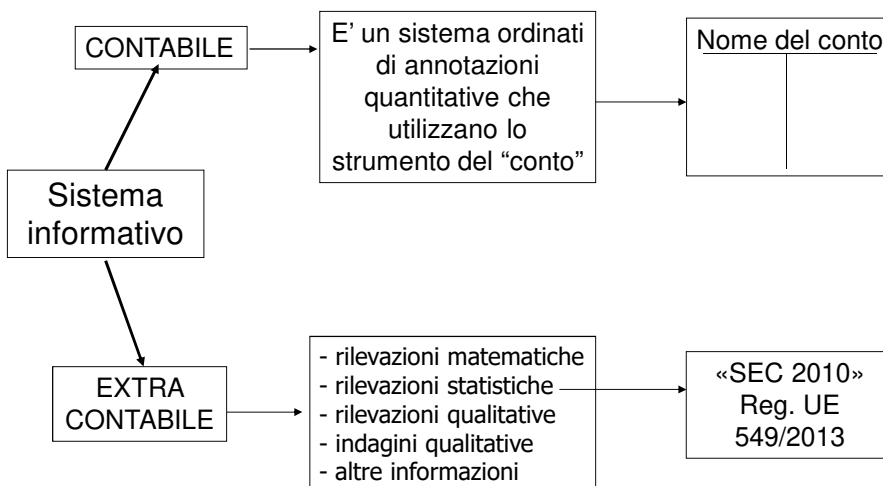 CONTABILE
E' un sistema ordinati
di annotazioni
quantitative che
utilizzano lo
strumento del “conto”
Nome del conto
Sistema
informativo
EXTRA
CONTABILE
- rilevazioni matematiche
- rilevazioni statistiche
- rilevazioni qualitative
- indagini qualitative
- altre informazioni
«SEC 2010»
Reg. UE
549/2013